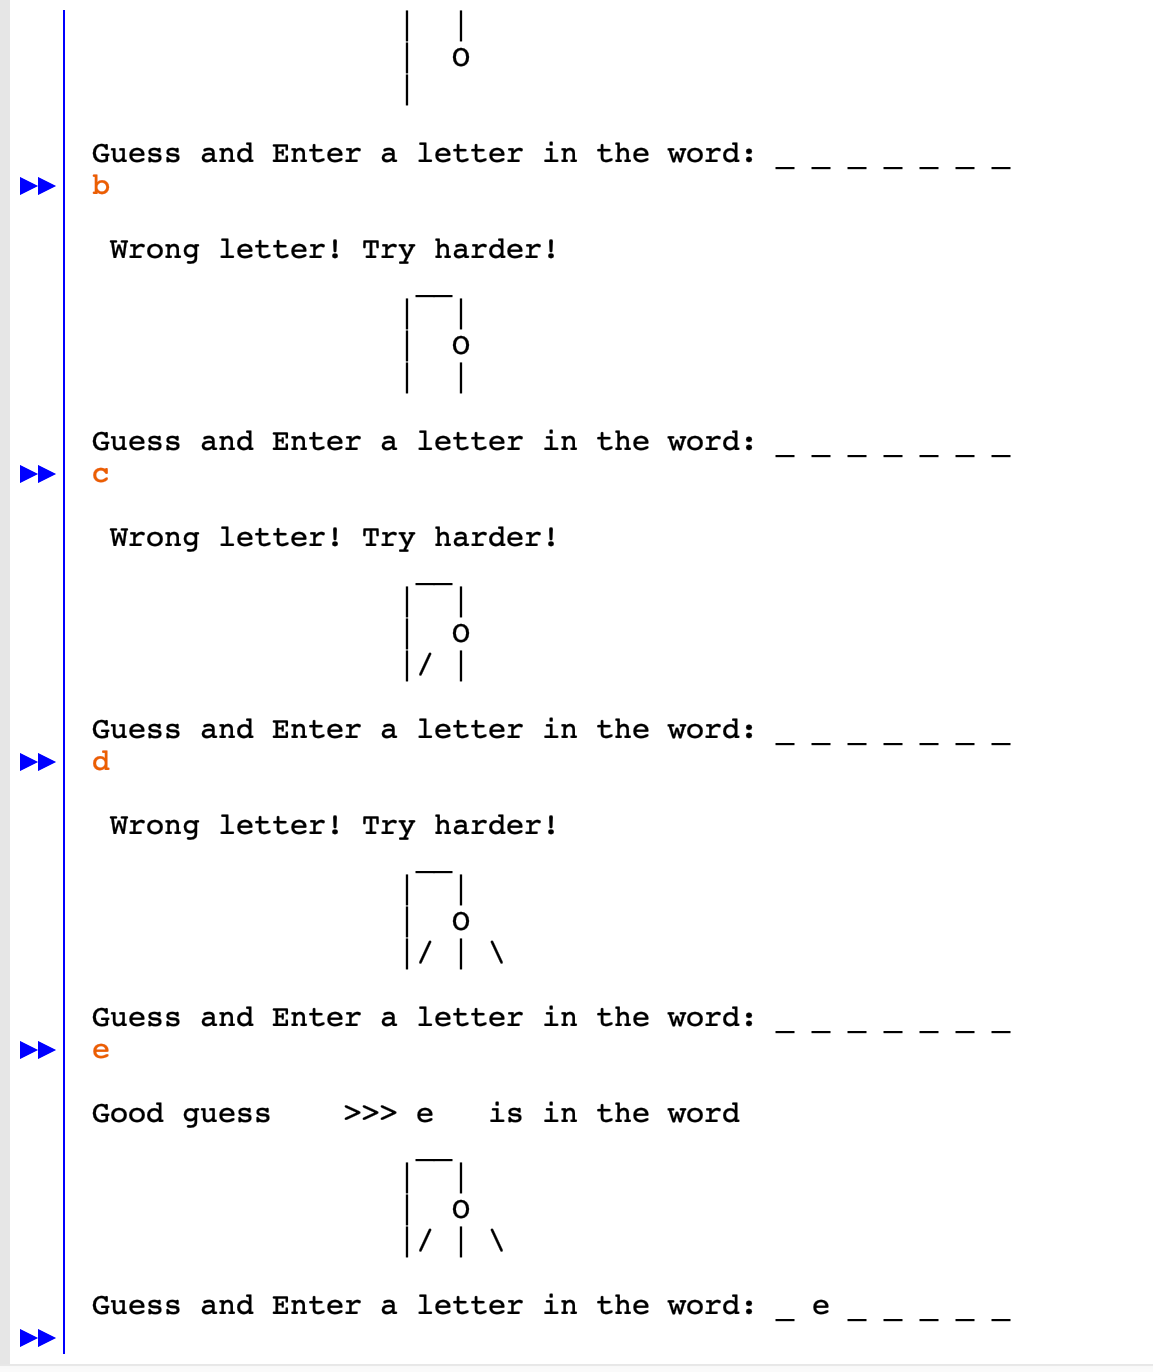 |  |
|  O
|
Guess and Enter a letter in the word: _ _ _ _ _ _ _
b
Wrong letter! Try harder!
 __
|  |
|  O
|  |
Guess and Enter a letter in the word: _ _ _ _ _ _ _
c
Wrong letter! Try harder!
 __
|  |
|  O
|/ |
Guess and Enter a letter in the word: _ _ _ _ _ _ _
d
Wrong letter! Try harder!
 __
|  |
|  O
|/ | \
Guess and Enter a letter in the word: _ _ _ _ _ _ _
e
Good guess    >>> e   is in the word
 __
|  |
|  O
|/ | \
Guess and Enter a letter in the word: _ e _ _ _ _ _